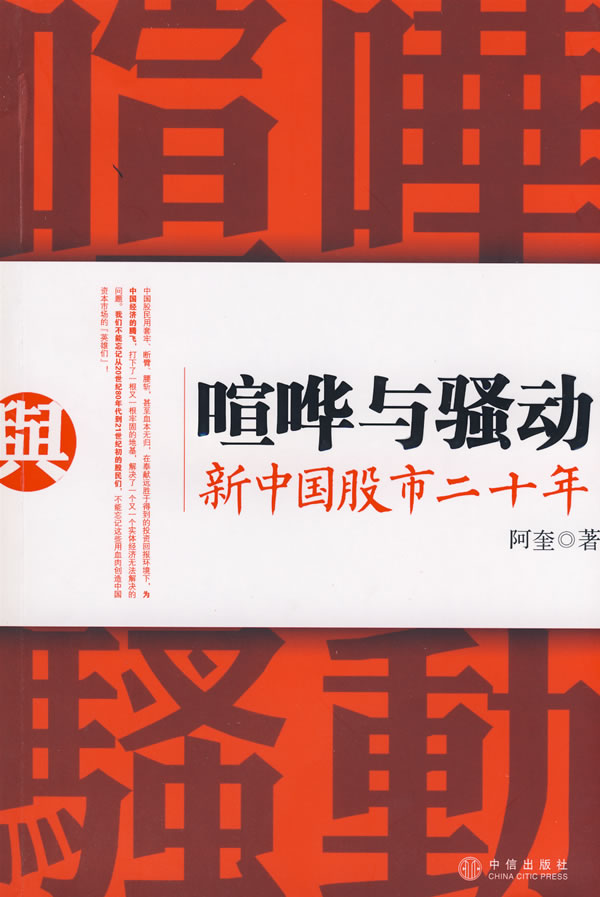 喧嘩
中国股民用套牢、断臂、腰斩，甚至血本无归，在奉献远胜于得到的投资回报环境下，为
中国经济的腾飞，打下了一根又一根牢固的地基，解决了一个又一个实体经济无法解决的
问题。我们不能忘记从20世纪80年代到21世纪初的股民们，不能忘记这些用血肉创造中国
资本市场的“英雄们”！
與
喧哗与骚动
新中国股市二十年
阿奎◎著
騷動
中信出版社
CHINA CITIC PRESS